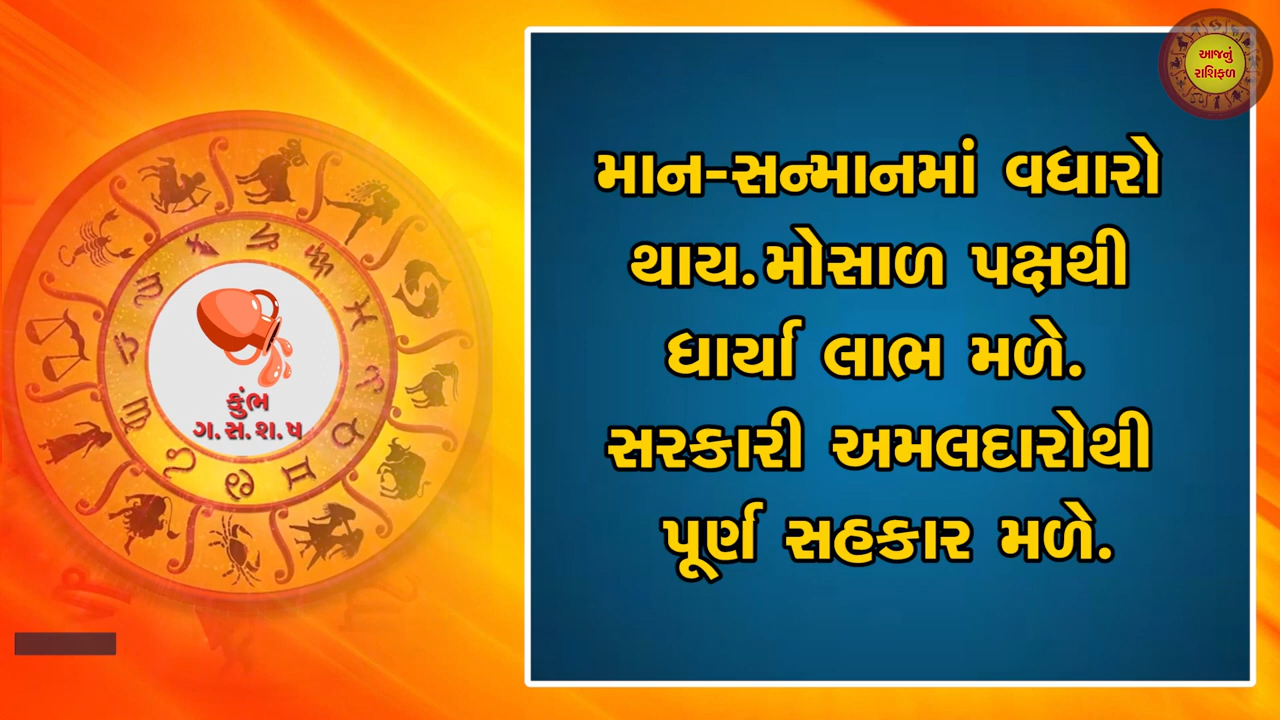 આજનું
રાશિફળ
માન-સન્માનમાં વધારો
થાય.મોસાળ પક્ષથી
ધાર્યા લાભ મળે.
સરકારી અમલદારોથી
પૂર્ણ સહકાર મળે.
કુંભ
ગ.સ.શ.ષ